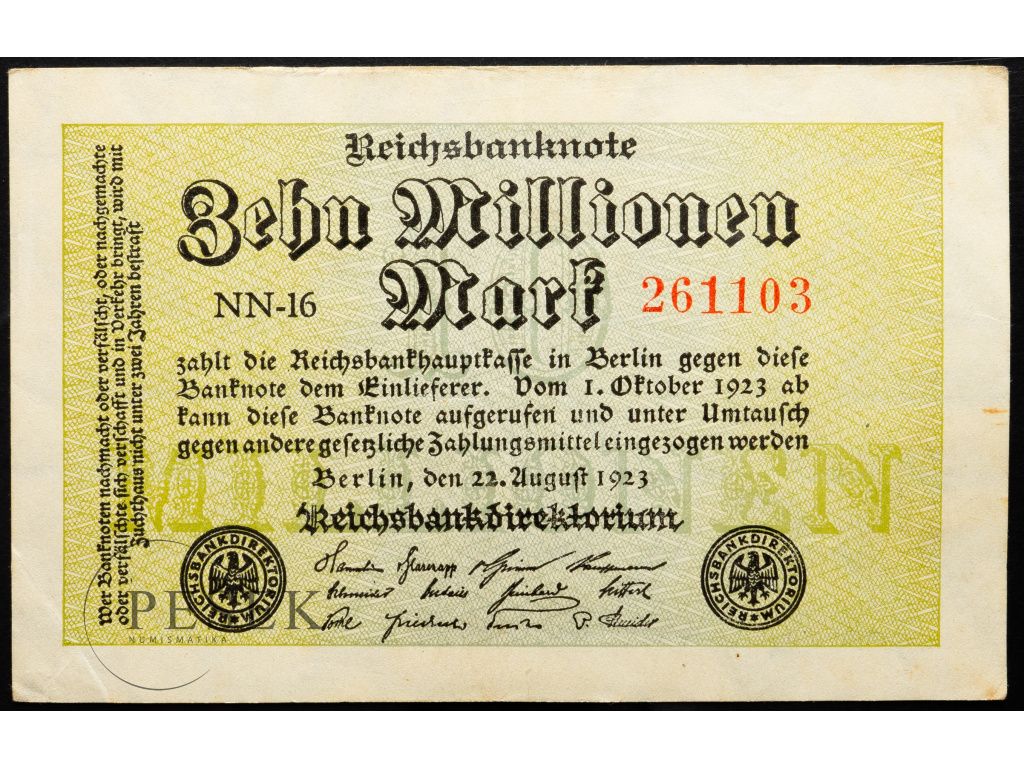 Reichsbanknote
Zehn Millionen
Mark
NN-16
261103
zahlt die Reichsbankhauptkasse in Berlin gegen diese
Banknote dem Einlieferer. Vom 1. Oktober 1923 ab
kann diese Banknote aufgerufen und unter Umtausch
gegen andere gesetzliche Zahlungsmittel eingezogen werden
Berlin, den 22. August 1923
Reichsbankdirektorium
Wer Banknoten nachmacht oder verfälscht, oder nachgemachte
oder verfälschte sich verschafft und in Verkehr bringt, wird mit
Zuchthaus nicht unter zwei Jahren bestraft
REICHSBANKDIREKTORIUM
REICHSBANKDIREKTORIUM
NUMISMATIKA